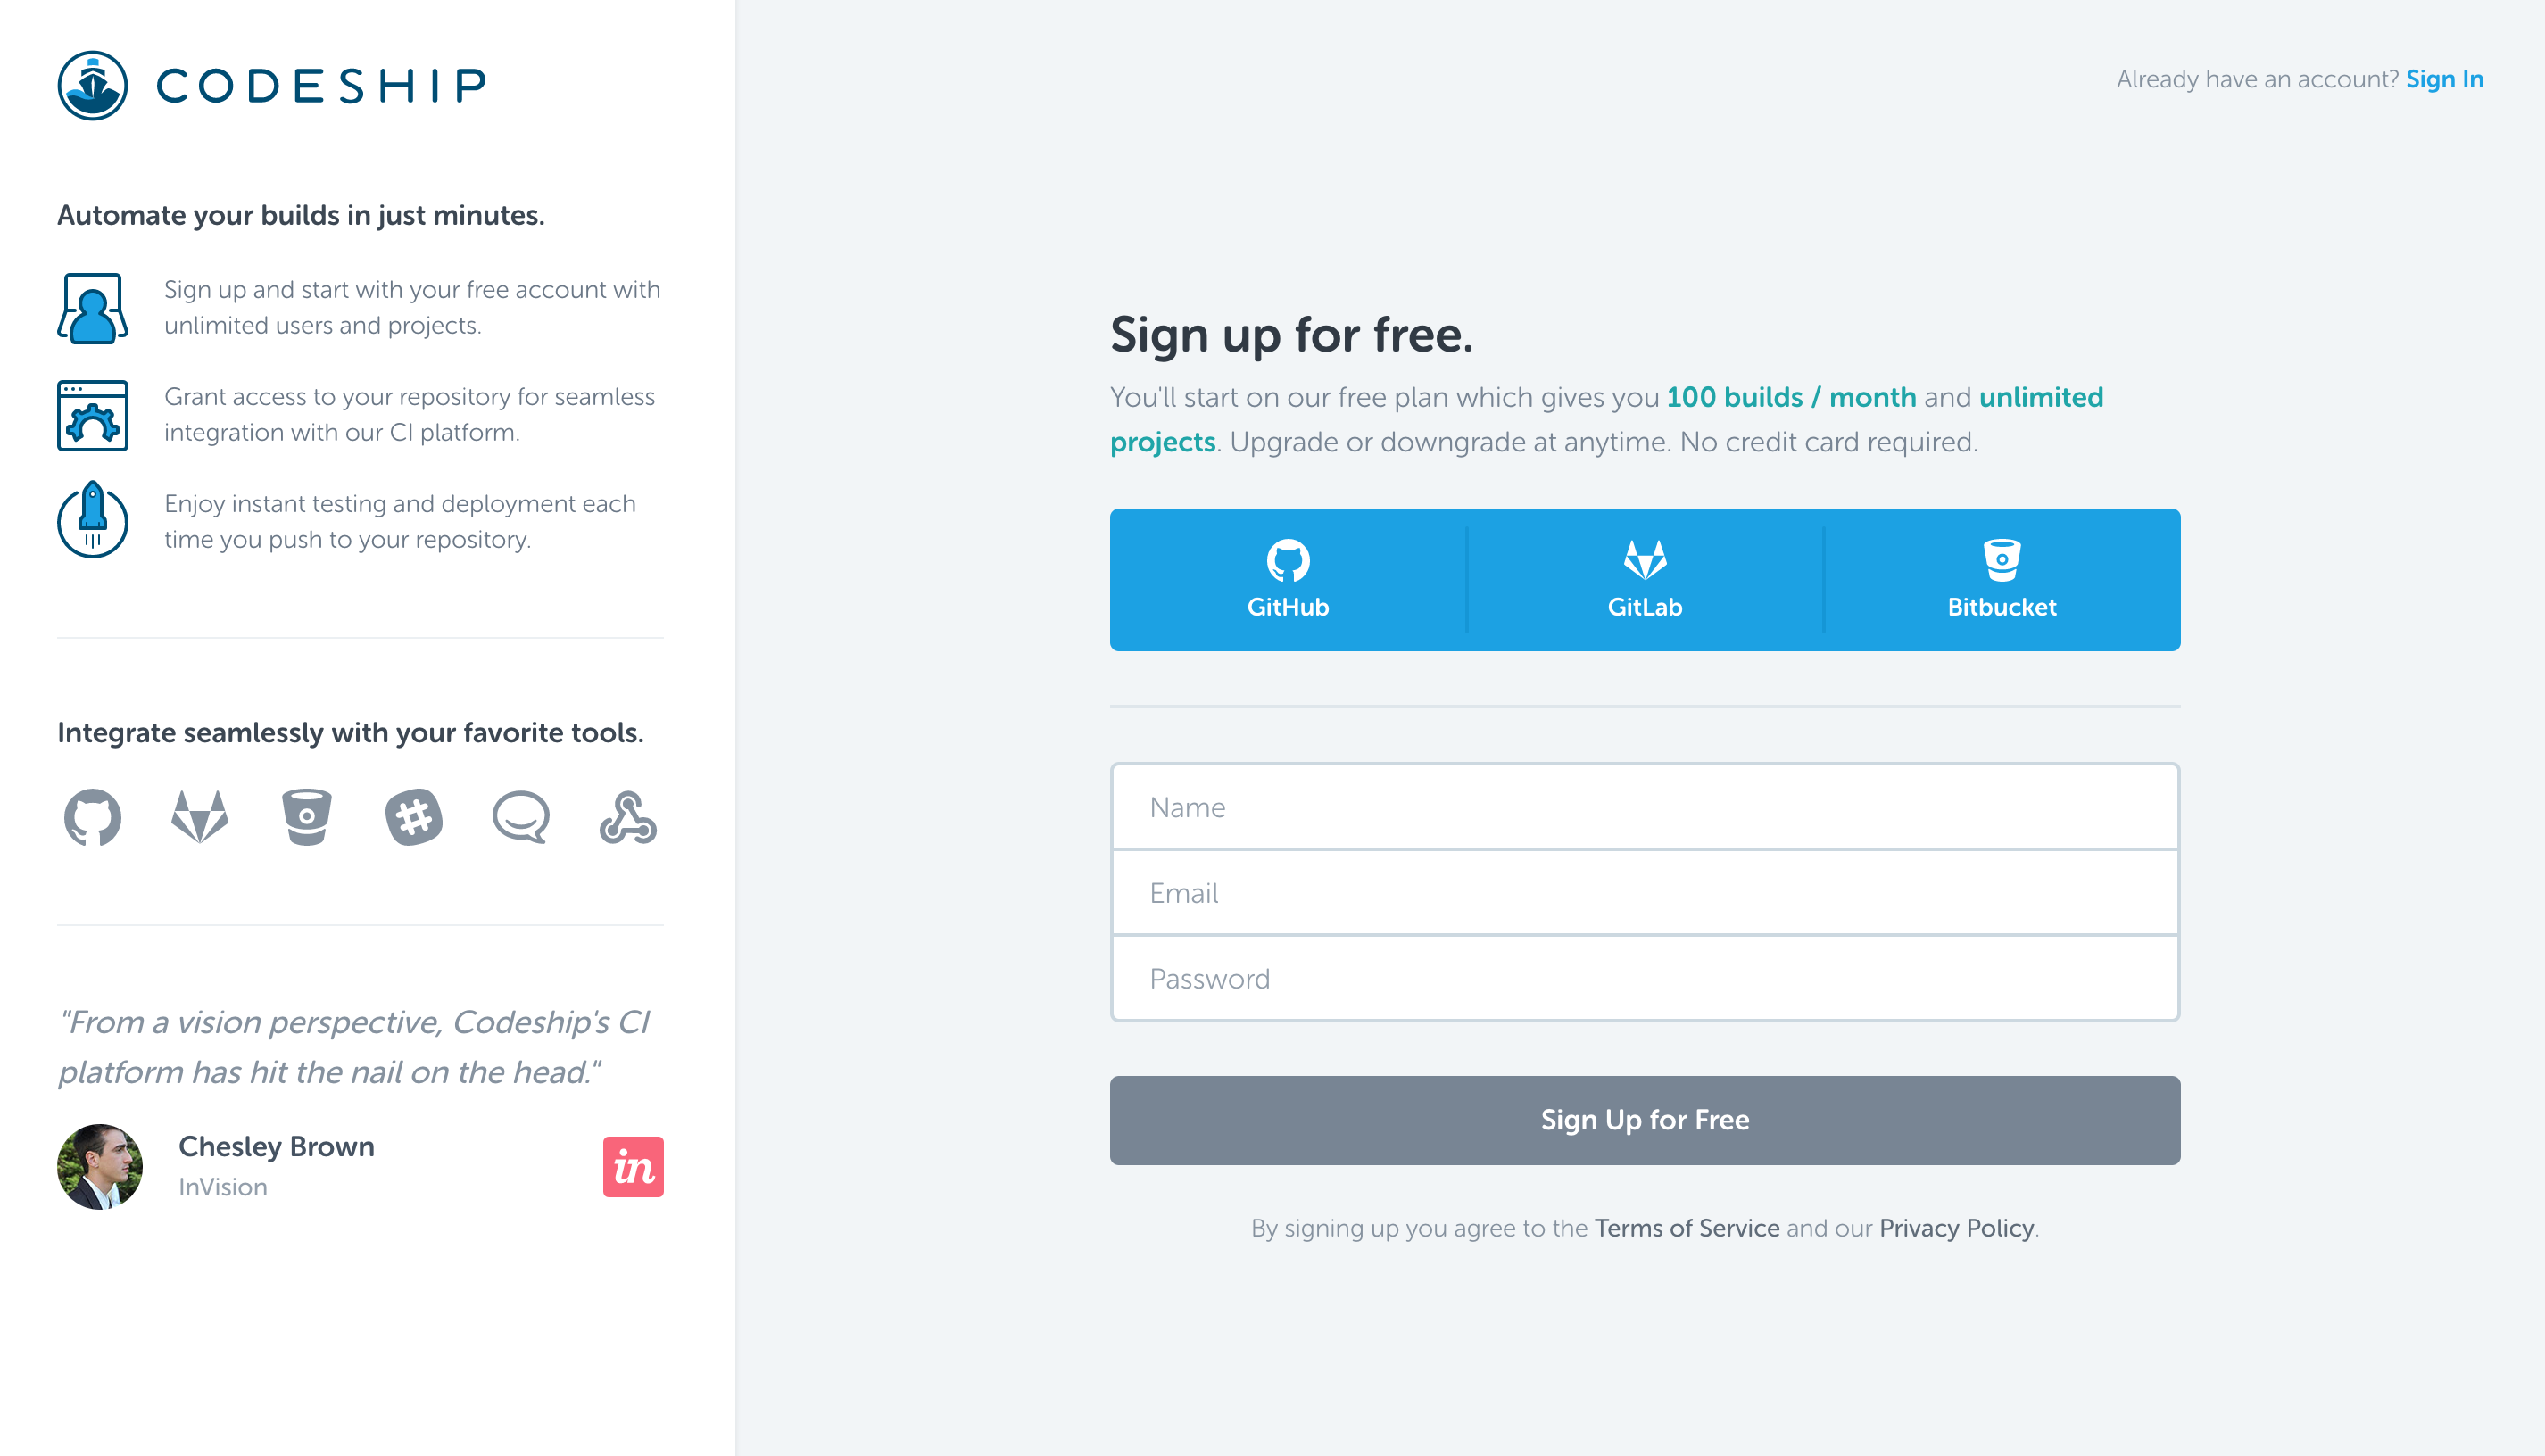 CODESHIP
Automate your builds in just minutes.
Sign up and start with your free account with
unlimited users and projects.
Grant access to your repository for seamless
integration with our CI platform.
Enjoy instant testing and deployment each
time you push to your repository.
Integrate seamlessly with your favorite tools.
"From a vision perspective, Codeship's CI
platform has hit the nail on the head."
Chesley Brown
InVision
in
Already have an account? Sign In
Sign up for free.
You'll start on our free plan which gives you 100 builds / month and unlimited
projects. Upgrade or downgrade at anytime. No credit card required.
GitHub
GitLab
Bitbucket
Name
Email
Password
Sign Up for Free
By signing up you agree to the Terms of Service and our Privacy Policy.